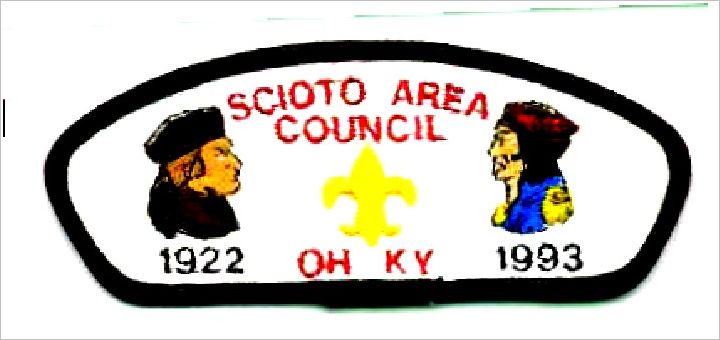 SCIOTO AREA
COUNCIL
1922
OH KY
1993